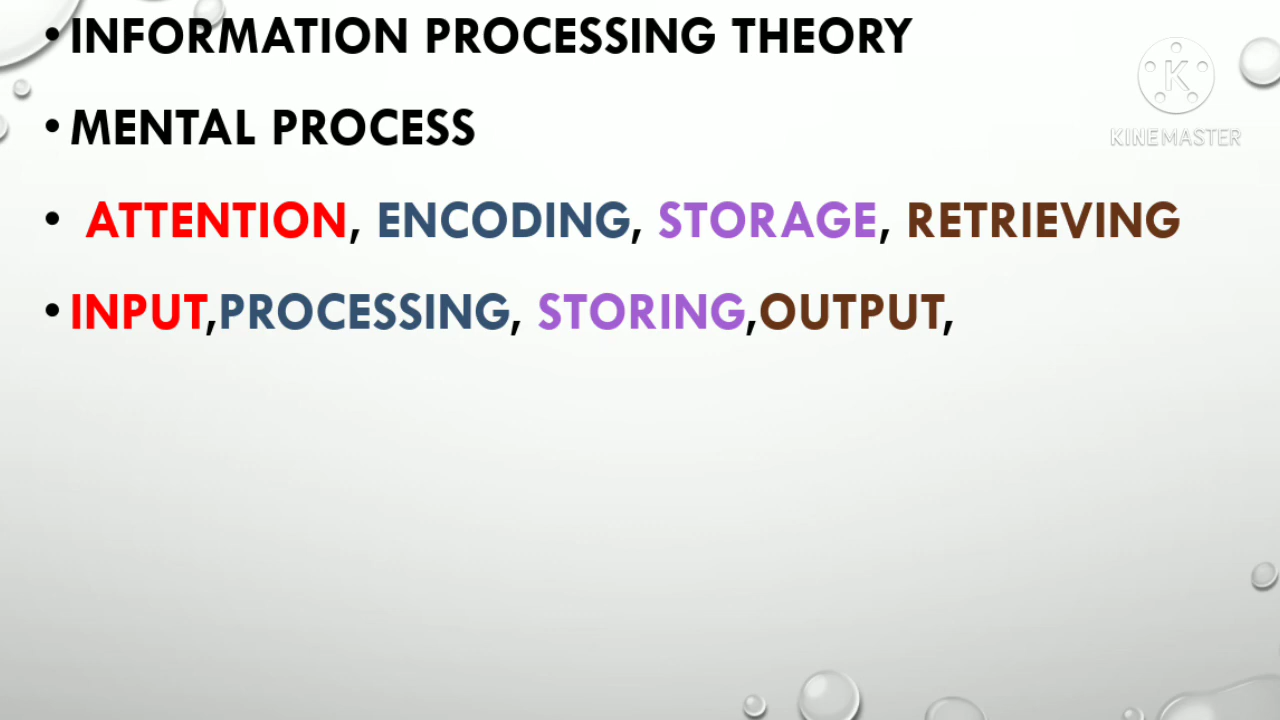 • INFORMATION PROCESSING THEORY
K
KINEMASTER
• MENTAL PROCESS
• ATTENTION, ENCODING, STORAGE, RETRIEVING
• INPUT,PROCESSING, STORING,OUTPUT,